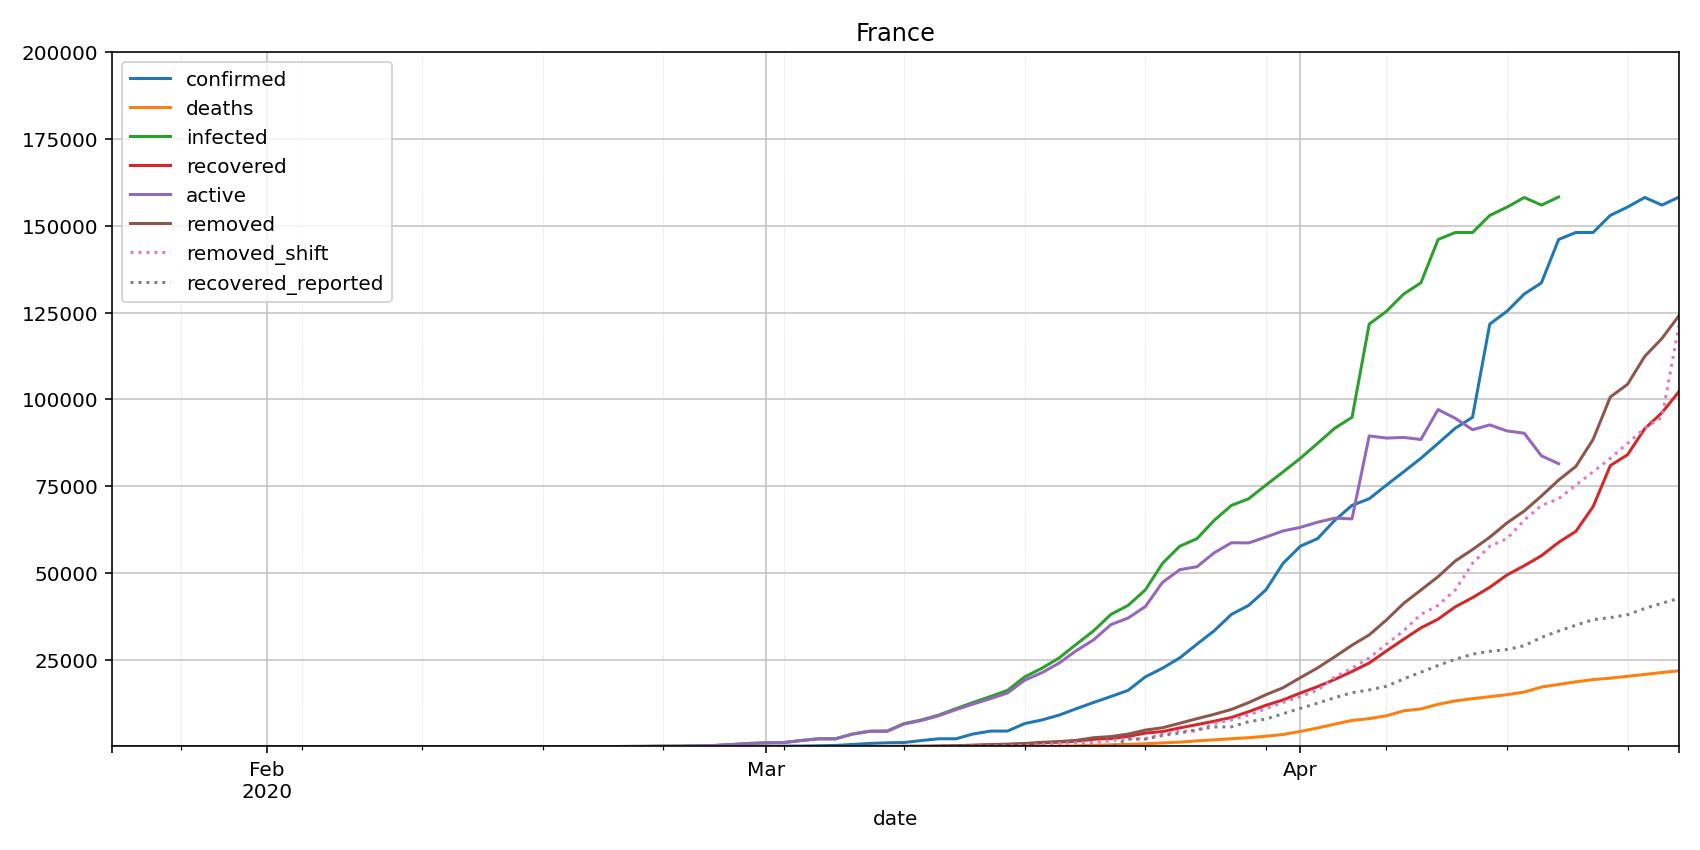 France
200000
175000
150000
125000
100000
75000
50000
25000
confirmed
deaths
infected
recovered
active
removed
removed_shift
recovered_reported
Feb
2020
Mar
Apr
date